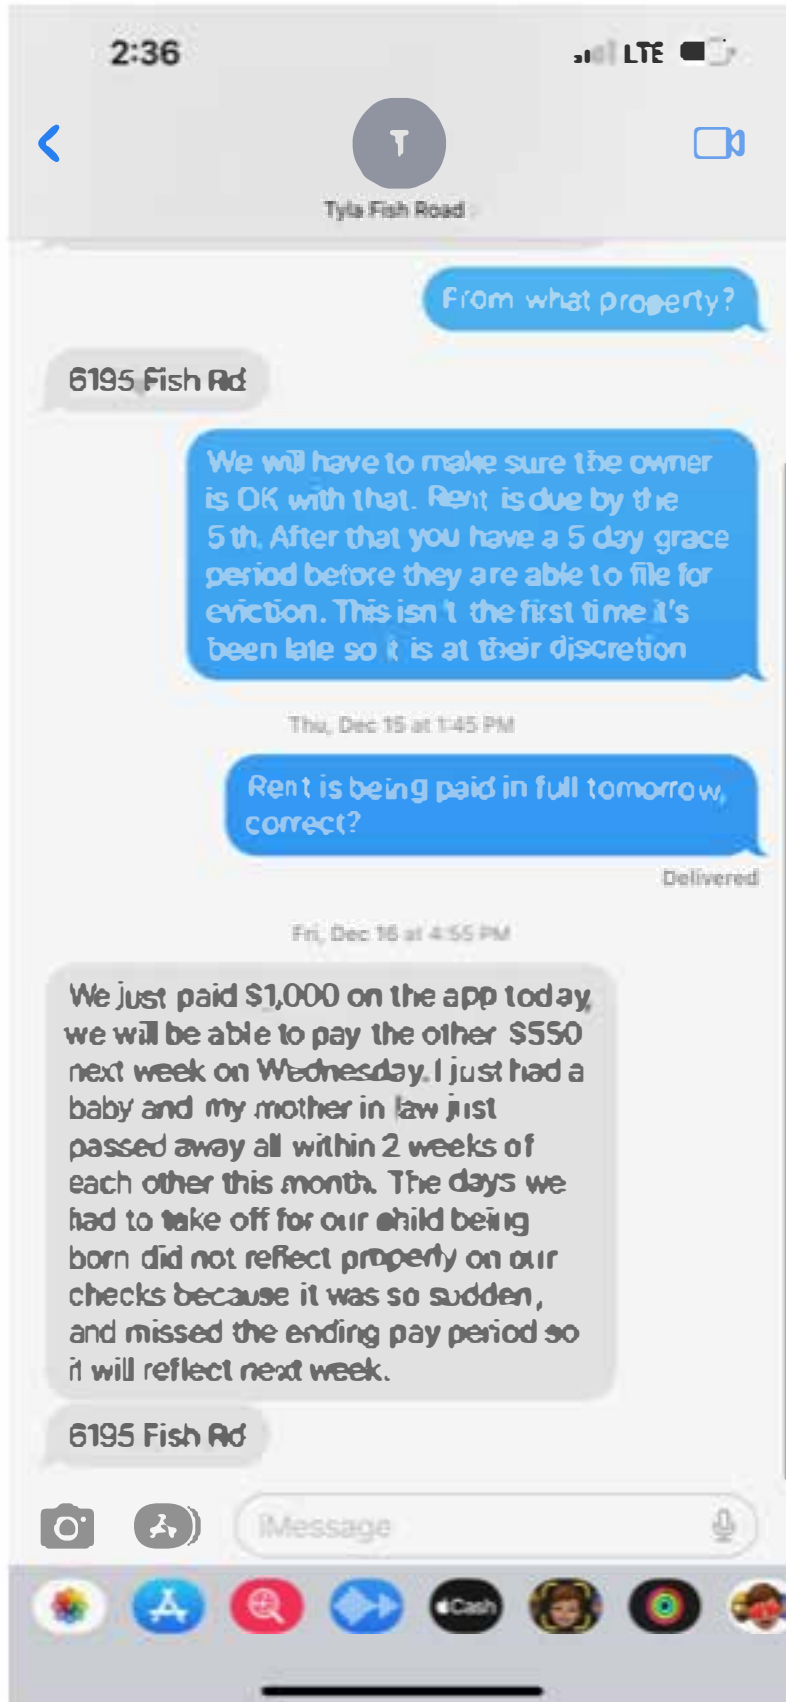 2:36
LTE
T
Tyla Fish Road
From what property?
6195 Fish Rd
We will have to make sure the owner
is OK with that. Rent is due by the
5th. After that you have a 5 day grace
period before they are able to file for
eviction. This isn't the first time it's
been late so it is at their discretion
Thu, Dec 15 at 1:45 PM
Rent is being paid in full tomorrow,
correct?
Delivered
Fri, Dec 16 at 4:55 PM
We just paid $1,000 on the app today,
we will be able to pay the other $550
next week on Wednesday. I just had a
baby and my mother in law just
passed away all within 2 weeks of
each other this month. The days we
had to take off for our child being
born did not reflect properly on our
checks because it was so sudden,
and missed the ending pay period so
it will reflect next week.
6195 Fish Rd
iMessage
Cash